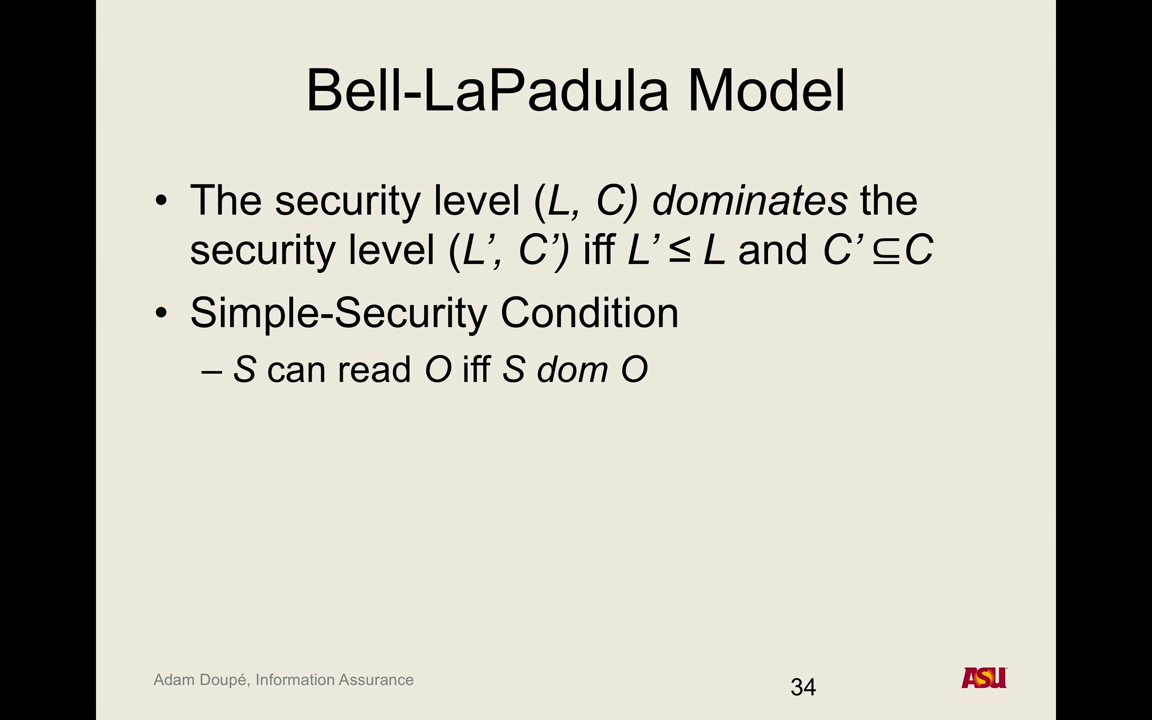 Bell-LaPadula Model
• The security level (L, C) dominates the
security level (L’, C’) iff L’ ≤ L and C’ ⊆C
• Simple-Security Condition
– S can read O iff S dom O
Adam Doupé, Information Assurance
34
ASU